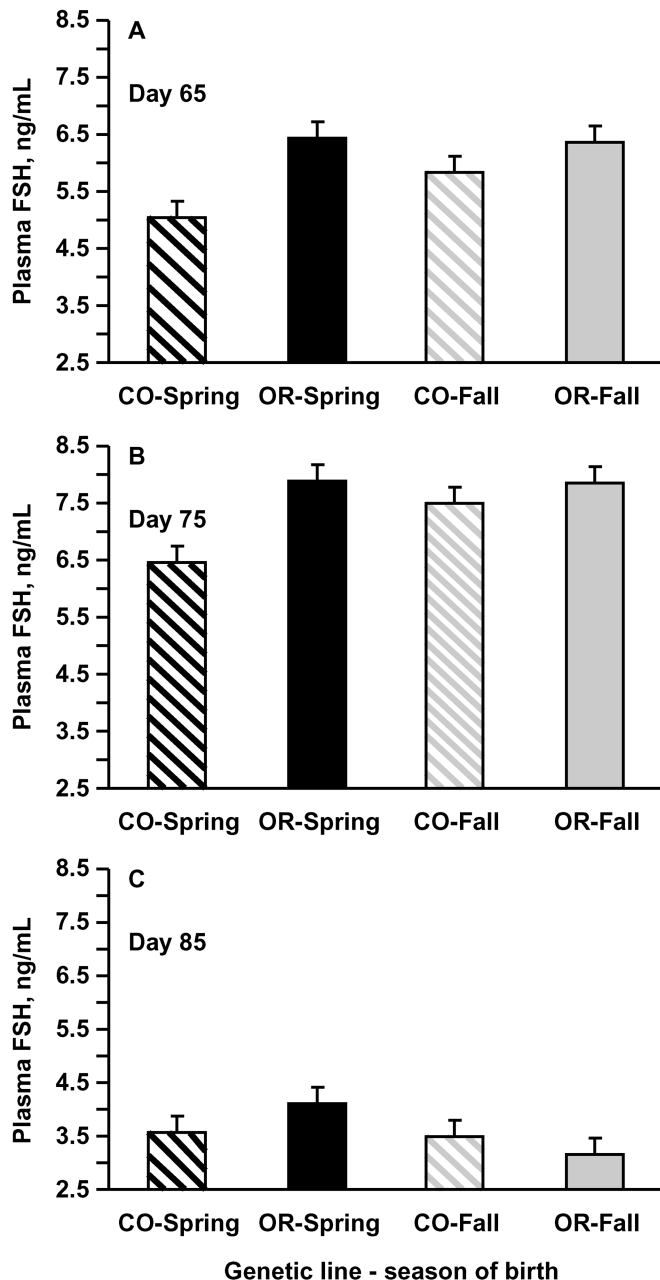 A
Day 65
Plasma FSH, ng/mL
8.5
7.5
6.5
5.5
4.5
3.5
2.5
CO-Spring OR-Spring CO-Fall OR-Fall
B
Day 75
Plasma FSH, ng/mL
8.5
7.5
6.5
5.5
4.5
3.5
2.5
CO-Spring OR-Spring CO-Fall OR-Fall
C
Day 85
Plasma FSH, ng/mL
8.5
7.5
6.5
5.5
4.5
3.5
2.5
CO-Spring OR-Spring CO-Fall OR-Fall
Genetic line - season of birth